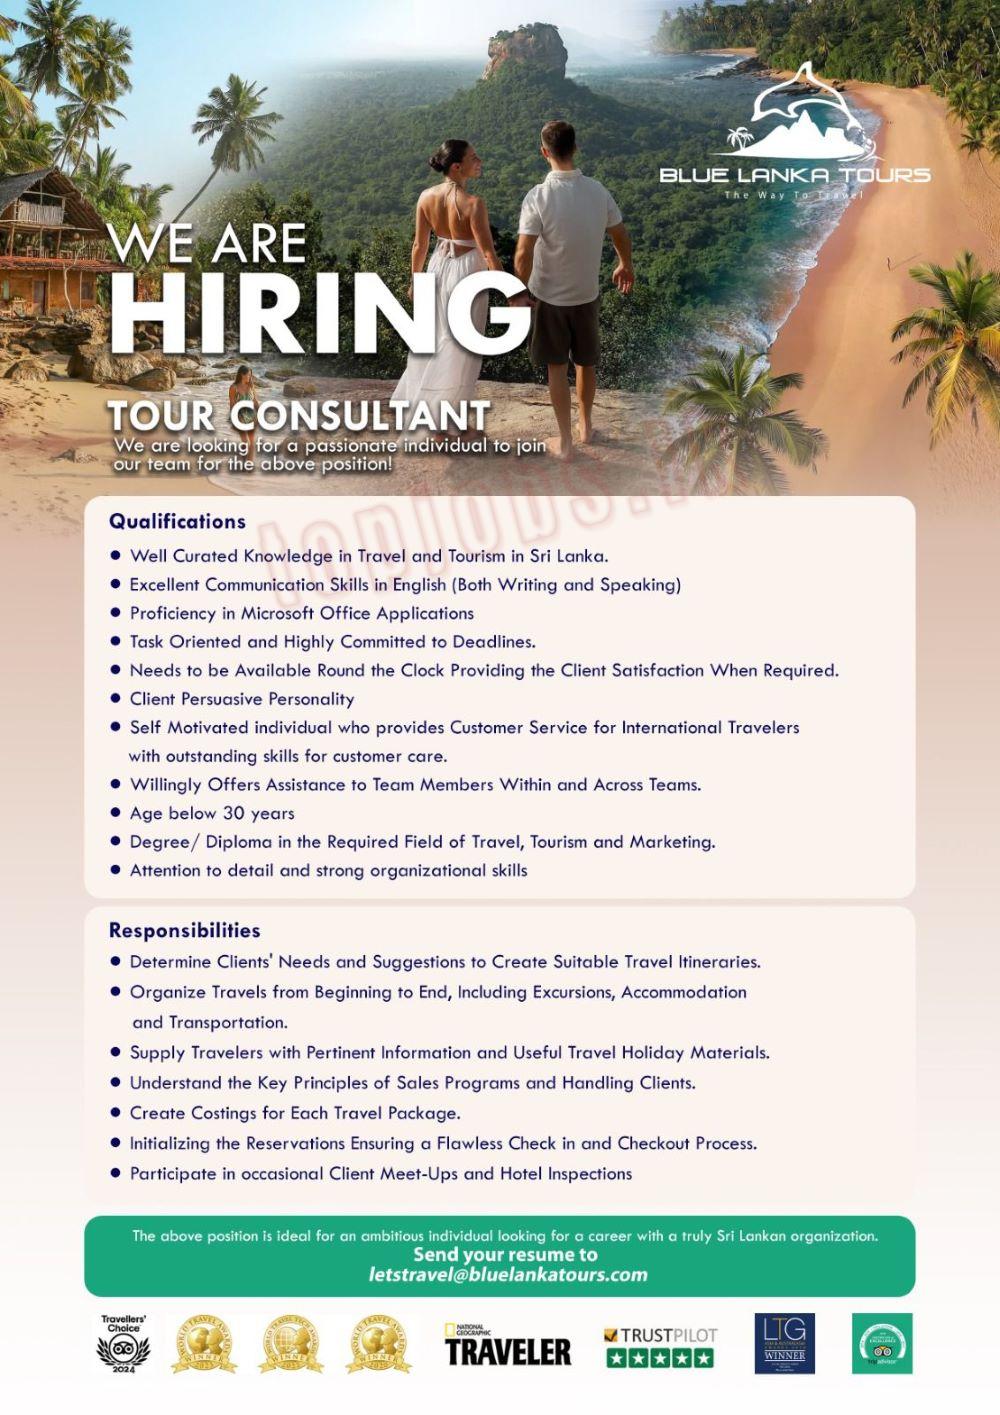 BLUE LANKA TOURS
The Way To Travel
WE ARE
HIRING
TOUR CONSULTANT
We are looking for a passionate individual to join
our team for the above position!
Qualifications
● Well Curated Knowledge in Travel and Tourism in Sri Lanka.
● Excellent Communication Skills in English (Both Writing and Speaking)
● Proficiency in Microsoft Office Applications
● Task Oriented and Highly Committed to Deadlines.
● Needs to be Available Round the Clock Providing the Client Satisfaction When Required.
● Client Persuasive Personality
● Self Motivated individual who provides Customer Service for International Travelers
with outstanding skills for customer care.
● Willingly Offers Assistance to Team Members Within and Across Teams.
● Age below 30 years
● Degree/ Diploma in the Required Field of Travel, Tourism and Marketing.
● Attention to detail and strong organizational skills
Responsibilities
● Determine Clients' Needs and Suggestions to Create Suitable Travel Itineraries.
● Organize Travels from Beginning to End, Including Excursions, Accommodation
and Transportation.
● Supply Travelers with Pertinent Information and Useful Travel Holiday Materials.
● Understand the Key Principles of Sales Programs and Handling Clients.
● Create Costings for Each Travel Package.
● Initializing the Reservations Ensuring a Flawless Check in and Checkout Process.
● Participate in occasional Client Meet-Ups and Hotel Inspections
The above position is ideal for an ambitious individual looking for a career with a truly Sri Lankan organization.
Send your resume to
letstravel@bluelankatours.com
Travellers'
Choice
2024
WINNER
WINNER
WINNER
NATIONAL
GEOGRAPHIC
TRAVELER
TRUSTPILOT
LTG
WINNER
tripadvisor